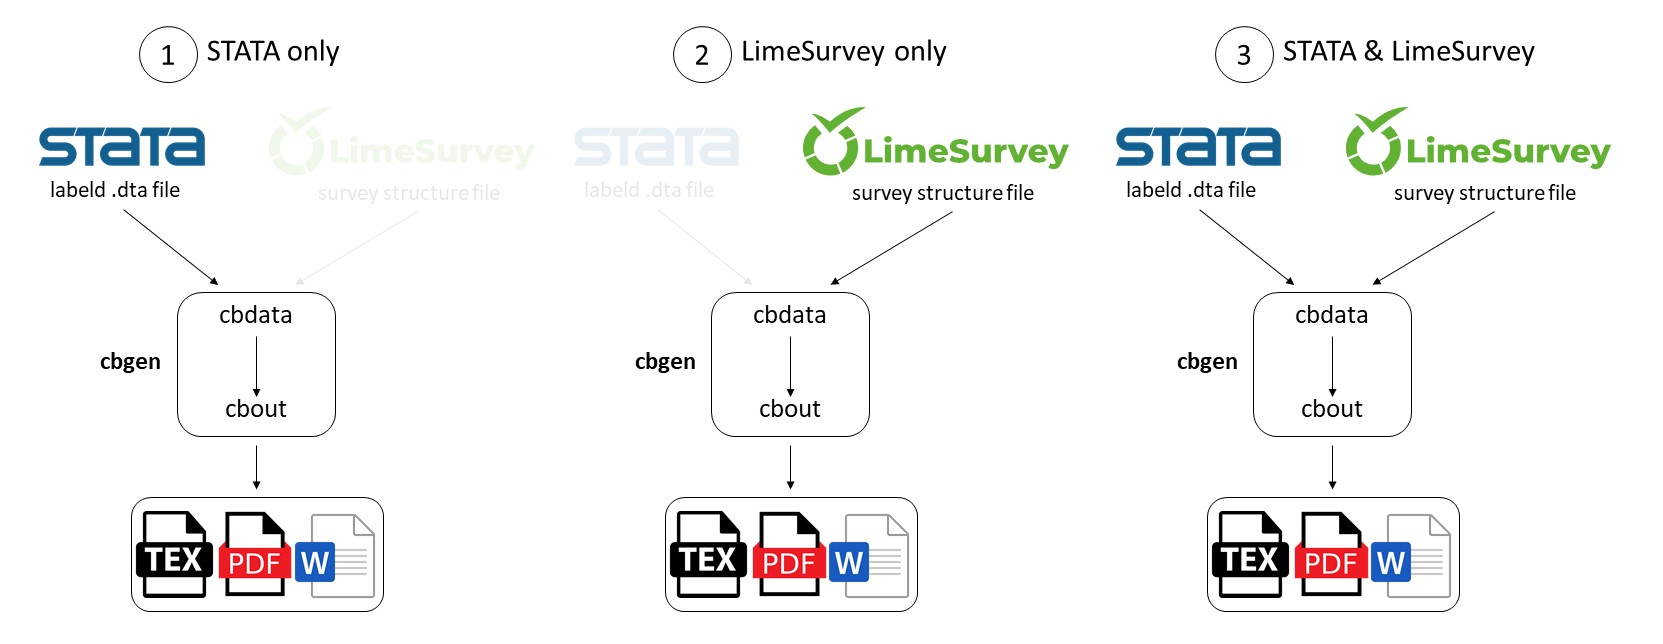 1 STATA only
STATA
LimeSurvey
labeld .dta file
survey structure file
cbdata
cbgen
cbout
TEX PDF W
2 LimeSurvey only
STATA
LimeSurvey
labeld .dta file
survey structure file
cbdata
cbgen
cbout
TEX PDF W
3 STATA & LimeSurvey
STATA
LimeSurvey
labeld .dta file
survey structure file
cbdata
cbgen
cbout
TEX PDF W